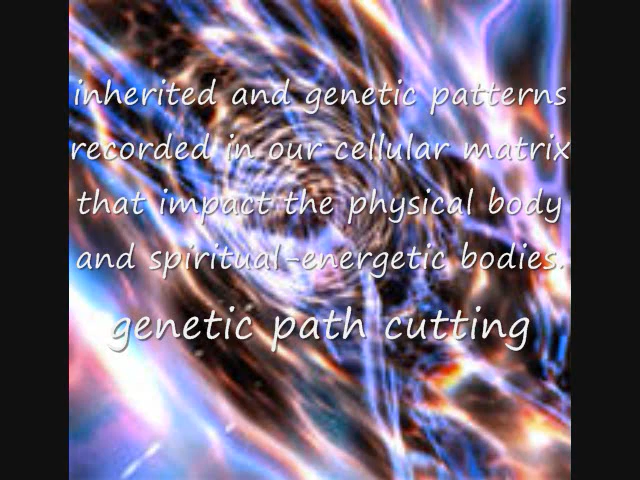 inherited and genetic patterns
recorded in our cellular matrix
that impact the physical body
and spiritual-energetic bodies.
genetic path cutting